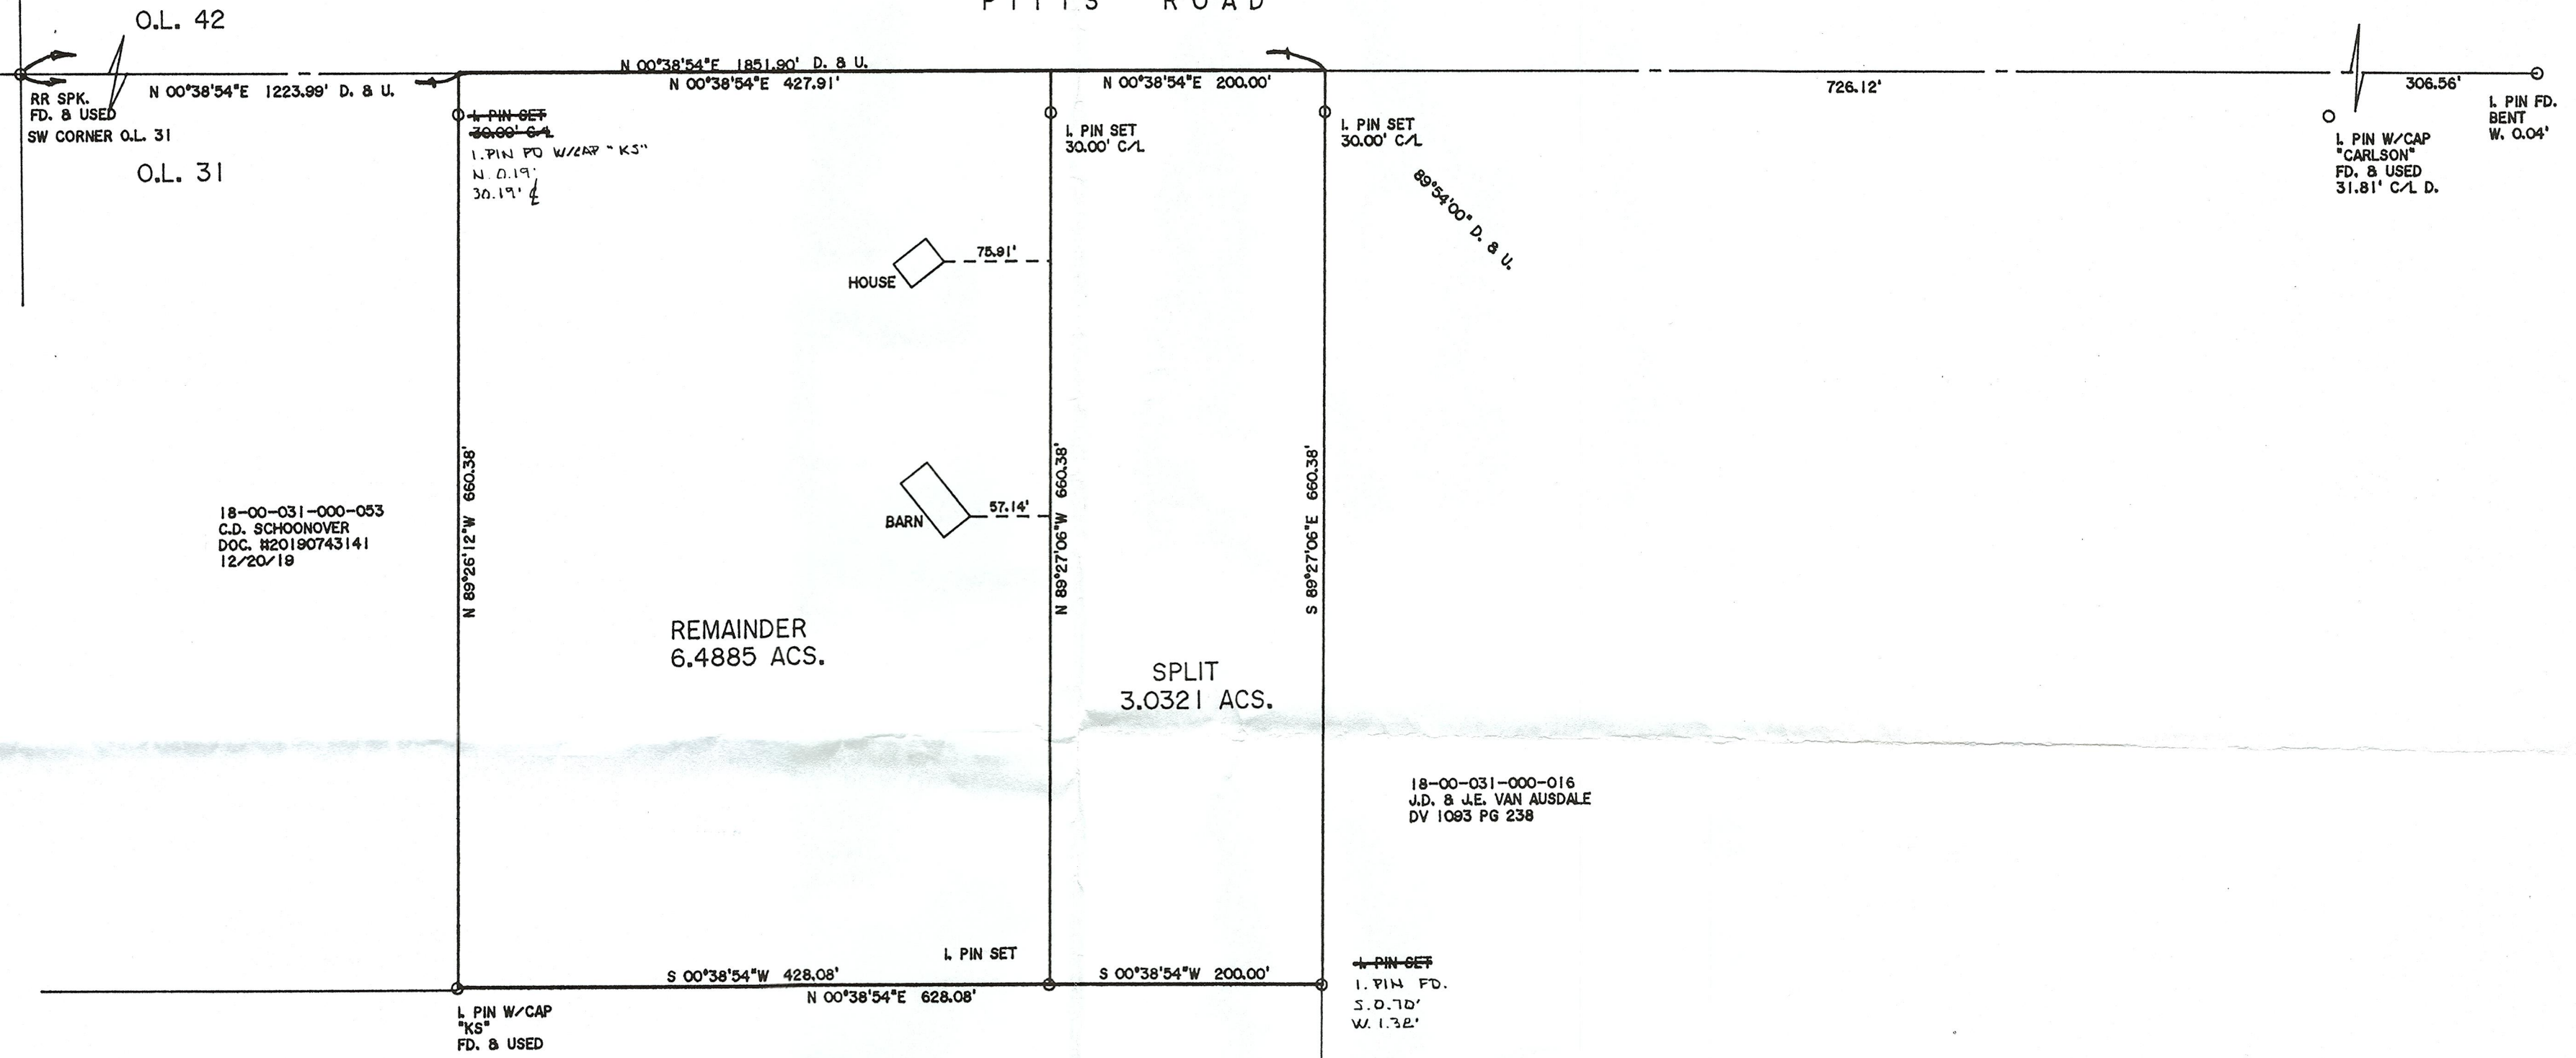 PITTS ROAD
O.L. 42
N 00°38'54"E 1851.90' D. & U.
N 00°38'54"E 1223.99' D. & U.
N 00°38'54"E 427.91'
N 00°38'54"E 200.00'
726.12'
306.56'
RR SPK.
FD. & USED
SW CORNER O.L. 31
O.L. 31
I. PIN SET
30.00' C/L
I. PIN FD W/CAP "KS"
N. 0.19'
30.19' ℄
I. PIN SET
30.00' C/L
I. PIN SET
30.00' C/L
89°54'00" D. & U.
I. PIN W/CAP
"CARLSON"
FD. & USED
31.81' C/L D.
I. PIN FD.
BENT
W. 0.04'
75.91'
HOUSE
57.14'
BARN
N 89°26'12"W 660.38'
N 89°27'06"W 660.38'
S 89°27'06"E 660.38'
18-00-031-000-053
C.D. SCHOONOVER
DOC. #20190743141
12/20/19
REMAINDER
6.4885 ACS.
SPLIT
3.0321 ACS.
18-00-031-000-016
J.D. & J.E. VAN AUSDALE
DV 1093 PG 238
I. PIN SET
S 00°38'54"W 428.08'
S 00°38'54"W 200.00'
N 00°38'54"E 628.08'
I. PIN W/CAP
"KS"
FD. & USED
I. PIN SET
I. PIN FD.
S. 0.70'
W. 1.38'